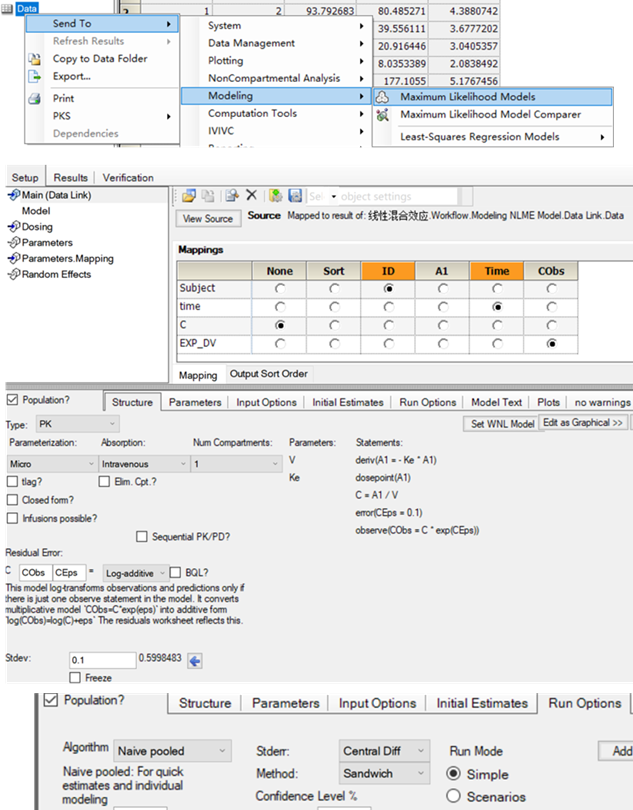 Data
2 1 2 93.792683 80.485271 4.3880742
Send To System 39.556111 3.6777202
Refresh Results Data Management 20.916446 3.0405357
Copy to Data Folder Plotting 8.0353389 2.0838492
Export... NonCompartmental Analysis 177.1055 5.1767456
Print Modeling Maximum Likelihood Models
PKS Computation Tools Maximum Likelihood Model Comparer
Dependencies IVIVC Least-Squares Regression Models
Setup Results Verification
Main (Data Link)
Model
Dosing
Parameters
Parameters.Mapping
Random Effects
object settings
View Source Source Mapped to result of: 线性混合效应.Workflow.Modeling NLME Model.Data Link.Data
Mappings
None Sort ID A1 Time CObs
Subject
time
C
EXP_DV
Mapping Output Sort Order
Population? Structure Parameters Input Options Initial Estimates Run Options Model Text Plots no warnings
Type: PK Set WNL Model Edit as Graphical >>
Parameterization: Absorption: Num Compartments: Parameters: Statements:
Micro Intravenous 1 V deriv(A1 = - Ke * A1)
tlag? Elim. Cpt.? Ke dosepoint(A1)
Closed form? C = A1 / V
Infusions possible? error(CEps = 0.1)
Sequential PK/PD? observe(CObs = C * exp(CEps))
Residual Error:
C CObs CEps = Log-additive BQL?
This model log-transforms observations and predictions only if
there is just one observe statement in the model. It converts
multiplicative model `CObs=C*exp(eps)` into additive form
`log(CObs)=log(C)+eps` The residuals worksheet reflects this.
Stdev: 0.1 0.5998483
Freeze
Population? Structure Parameters Input Options Initial Estimates Run Options
Algorithm Naive pooled Stderr: Central Diff Run Mode Add
Naive pooled: For quick Method: Sandwich Simple
estimates and individual
modeling Confidence Level % Scenarios